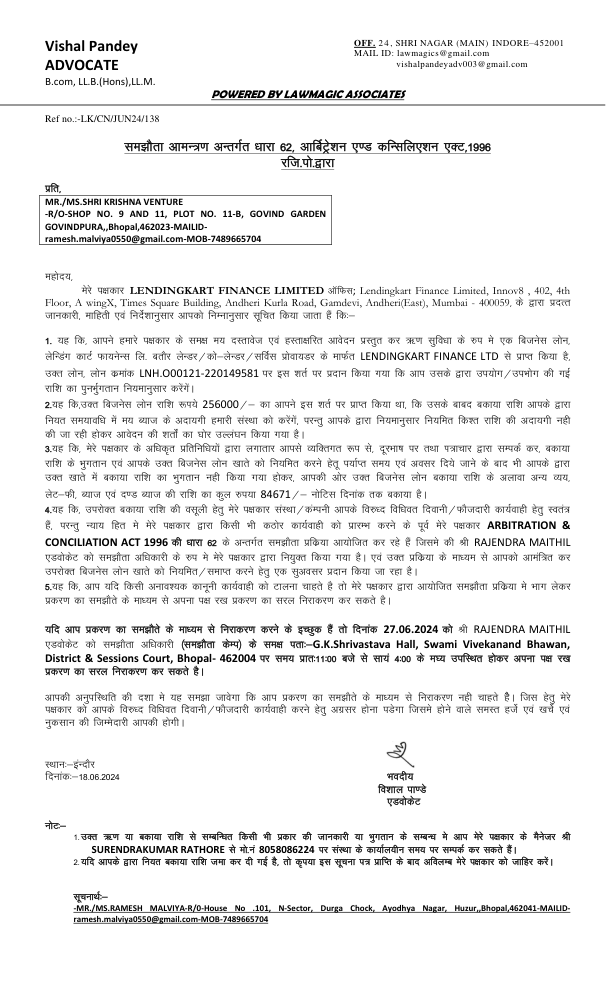 Vishal Pandey
ADVOCATE
B.com, LL.B.(Hons),LL.M.
OFF. 24, SHRI NAGAR (MAIN) INDORE–452001
MAIL ID: lawmagics@gmail.com
vishalpandeyadv003@gmail.com
POWERED BY LAWMAGIC ASSOCIATES
Ref no.:-LK/CN/JUN24/138
समझौता आमन्त्रण अन्तर्गत धारा 62, आर्बिट्रेशन एण्ड कन्सिलिएशन एक्ट,1996
रजि.पो.द्वारा
प्रति,
MR./MS.SHRI KRISHNA VENTURE
-R/O-SHOP NO. 9 AND 11, PLOT NO. 11-B, GOVIND GARDEN
GOVINDPURA,,Bhopal,462023-MAILID-
ramesh.malviya0550@gmail.com-MOB-7489665704
महोदय,
मेरे पक्षकार LENDINGKART FINANCE LIMITED ऑफिस; Lendingkart Finance Limited, Innov8 , 402, 4th
Floor, A wingX, Times Square Building, Andheri Kurla Road, Gamdevi, Andheri(East), Mumbai - 400059, के द्वारा प्रदत्त
जानकारी, माहिती एवं निर्देशानुसार आपको निम्नानुसार सूचित किया जाता हैं कि:–
1. यह कि, आपने हमारे पक्षकार के समक्ष मय दस्तावेज एवं हस्ताक्षरित आवेदन प्रस्तुत कर ऋण सुविधा के रुप मे एक बिजनेस लोन,
लेन्डिंग कार्ट फायनेन्स लि. बतौर लेन्डर/को–लेन्डर/सर्विस प्रोवायडर के मार्फत LENDINGKART FINANCE LTD से प्राप्त किया है,
उक्त लोन, लोन क्रमांक LNH.O00121-220149581 पर इस शर्त पर प्रदान किया गया कि आप उसके द्वारा उपयोग/उपभोग की गई
राशि का पुनर्मुगतान नियमानुसार करेंगें।
2.यह कि,उक्त बिजनेस लोन राशि रूपये 256000/– का आपने इस शर्त पर प्राप्त किया था, कि उसके बाबद बकाया राशि आपके द्वारा
नियत समयावधि में मय ब्याज के अदायगी हमारी संस्था को करेंगें, परन्तु आपके द्वारा नियमानुसार नियमित किश्त राशि की अदायगी नही
की जा रही होकर आवेदन की शर्तों का घोर उल्लंघन किया गया है।
3.यह कि, मेरे पक्षकार के अधिकृत प्रतिनिधियों द्वारा लगातार आपसे व्यक्तिगत रूप से, दूरभाष पर तथा पत्राचार द्वारा सम्पर्क कर, बकाया
राशि के भुगतान एवं आपके उक्त बिजनेस लोन खाते को नियमित करने हेतू पर्याप्त समय एवं अवसर दिये जाने के बाद भी आपके द्वारा
उक्त खाते में बकाया राशि का भुगतान नही किया गया होकर, आपकी ओर उक्त बिजनेस लोन बकाया राशि के अलावा अन्य व्यय,
लेट–फी, ब्याज एवं दण्ड ब्याज की राशि का कुल रुपया 84671/– नोटिस दिनांक तक बकाया है।
4.यह कि, उपरोक्त बकाया राशि की वसूली हेतु मेरे पक्षकार संस्था/कंम्पनी आपके विरुध्द विधिवत दिवानी/फौजदारी कार्यवाही हेतु स्वतंत्र
हैं, परन्तु न्याय हित मे मेरे पक्षकार द्वारा किसी भी कठोर कार्यवाही को प्रारम्भ करने के पूर्व मेरे पक्षकार ARBITRATION &
CONCILIATION ACT 1996 की धारा 62 के अन्तर्गत समझौता प्रक्रिया आयोजित कर रहे हैं जिसमे की श्री RAJENDRA MAITHIL
एडवोकेट को समझौता अधिकारी के रुप मे मेरे पक्षकार द्वारा नियुक्त किया गया है। एवं उक्त प्रक्रिया के माध्यम से आपको आमंत्रित कर
उपरोक्त बिजनेस लोन खाते को नियमित/समाप्त करने हेतु एक सुअवसर प्रदान किया जा रहा है।
5.यह कि, आप यदि किसी अनावश्यक कानूनी कार्यवाही को टालना चाहते है तो मेरे पक्षकार द्वारा आयोजित समझौता प्रक्रिया मे भाग लेकर
प्रकरण का समझौते के माध्यम से अपना पक्ष रख प्रकरण का सरल निराकरण कर सकते है।
यदि आप प्रकरण का समझौते के माध्यम से निराकरण करने के इच्छुक हैं तो दिनांक 27.06.2024 को श्री RAJENDRA MAITHIL
एडवोकेट को समझौता अधिकारी (समझौता केम्प) के समक्ष पताः–G.K.Shrivastava Hall, Swami Vivekanand Bhawan,
District & Sessions Court, Bhopal- 462004 पर समय प्रातः11:00 बजे से सायं 4:00 के मघ्य उपस्थित होकर अपना पक्ष रख
प्रकरण का सरल निराकरण कर सकते है।
आपकी अनुपस्थिति की दशा मे यह समझा जावेगा कि आप प्रकरण का समझौते के माध्यम से निराकरण नही चाहते हैै। जिस हेतु मेरे
पक्षकार को आपके विरुध्द विधिवत दिवानी/फौजदारी कार्यवाही करने हेतु अग्रसर होना पडेगा जिसमे होने वाले समस्त हर्जे एवं खर्चे एवं
नुकसान की जिम्मेदारी आपकी होगी।
स्थानः–इंन्दौर
दिनांकः–18.06.2024
भवदीय
विशाल पाण्डे
एडवोकेट
नोटः–
1.उक्त ऋण या बकाया राशि से सम्बन्धित किसी भी प्रकार की जानकारी या भुगतान के सम्बन्ध मे आप मेरे पक्षकार के मैनेजर श्री
SURENDRAKUMAR RATHORE से मो.नं 8058086224 पर संस्था के कार्यालयीन समय पर सम्पर्क कर सकते हैं।
2.यदि आपके द्वारा नियत बकाया राशि जमा कर दी गई है, तो कृपया इस सूचना पत्र प्राप्ति के बाद अविलम्ब मेरे पक्षकार को जाहिर करें।
सूचनार्थः–
-MR./MS.RAMESH MALVIYA-R/0-House No .101, N-Sector, Durga Chock, Ayodhya Nagar, Huzur,,Bhopal,462041-MAILID-
ramesh.malviya0550@gmail.com-MOB-7489665704